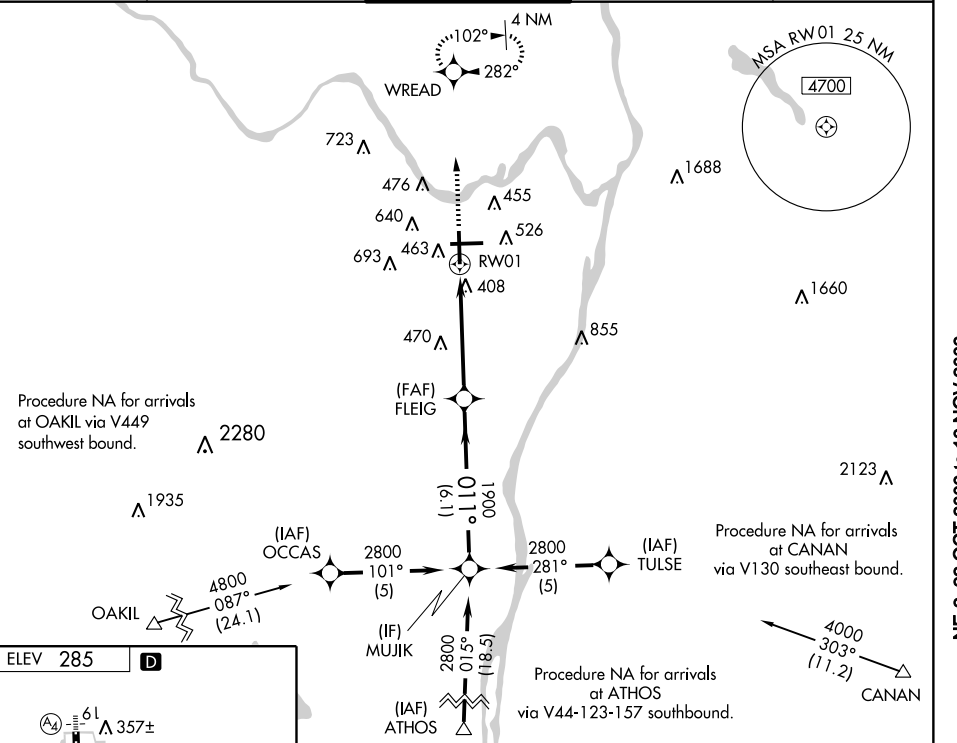 4 NM
102°
282°
WREAD
MSA RW01 25 NM
4700
723
476
455
1688
640
526
463
693
RW01
408
1660
470
855
(FAF)
FLEIG
Procedure NA for arrivals
at OAKIL via V449
southwest bound.
2280
2123
1935
1900
011°
(6.1)
(IAF)
OCCAS
2800
101°
(5)
2800
281°
(5)
(IAF)
TULSE
Procedure NA for arrivals
at CANAN
via V130 southeast bound.
4800
087°
(24.1)
OAKIL
(IF)
MUJIK
2800
015°
(18.5)
4000
303°
(11.2)
CANAN
ELEV 285
D
Procedure NA for arrivals
at ATHOS
via V44-123-157 southbound.
(IAF)
ATHOS
A4
19
357±